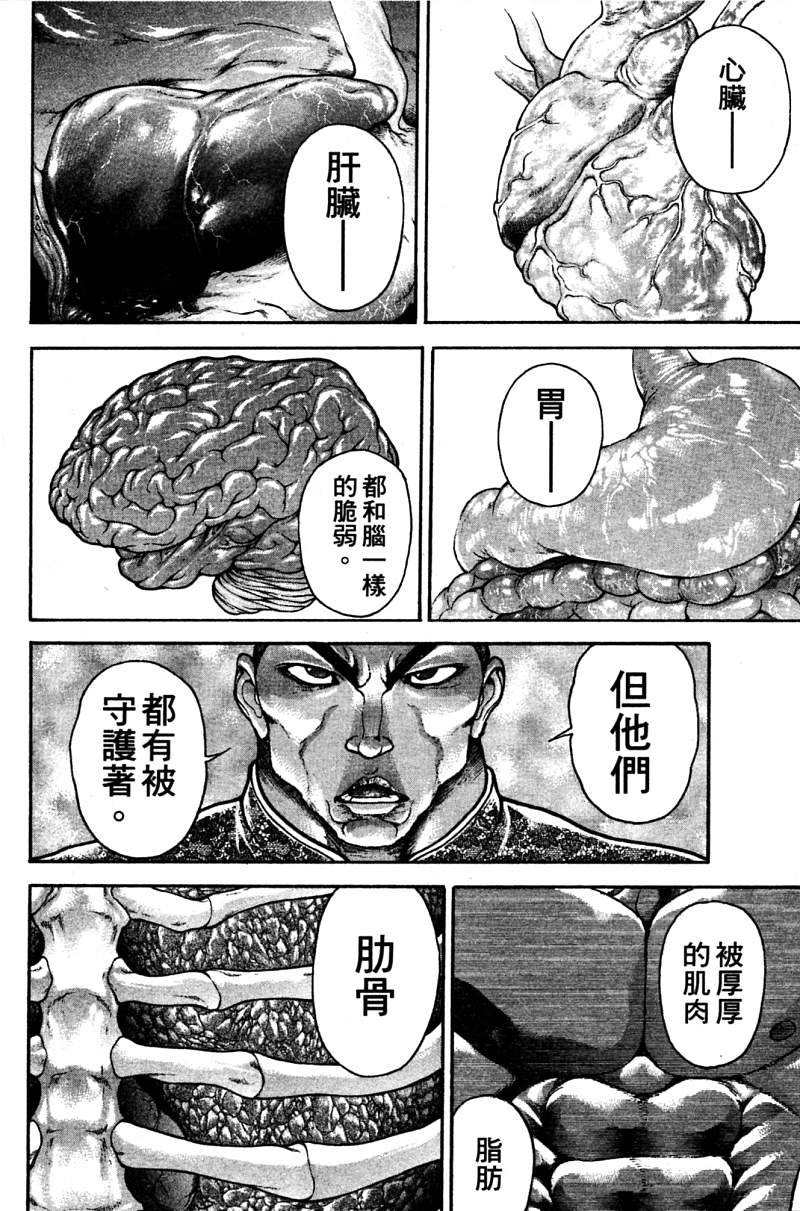 心臟——
肝臟——
胃——
都和腦一樣
的脆弱。
但他們
都有被
守護著。
被厚厚
的肌肉
脂肪
肋骨